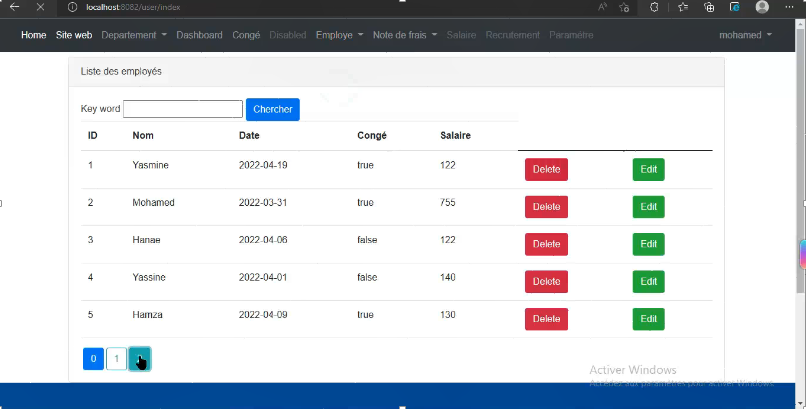 localhost:8082/user/index
Home Site web Departement Dashboard Congé Disabled Employe Note de frais Salaire Recrutement Paramétre mohamed
Liste des employés
Key word Chercher
ID Nom Date Congé Salaire
1 Yasmine 2022-04-19 true 122 Delete Edit
2 Mohamed 2022-03-31 true 755 Delete Edit
3 Hanae 2022-04-06 false 122 Delete Edit
4 Yassine 2022-04-01 false 140 Delete Edit
5 Hamza 2022-04-09 true 130 Delete Edit
0 1
Activer Windows
Accédez aux paramètres pour activer Windows.